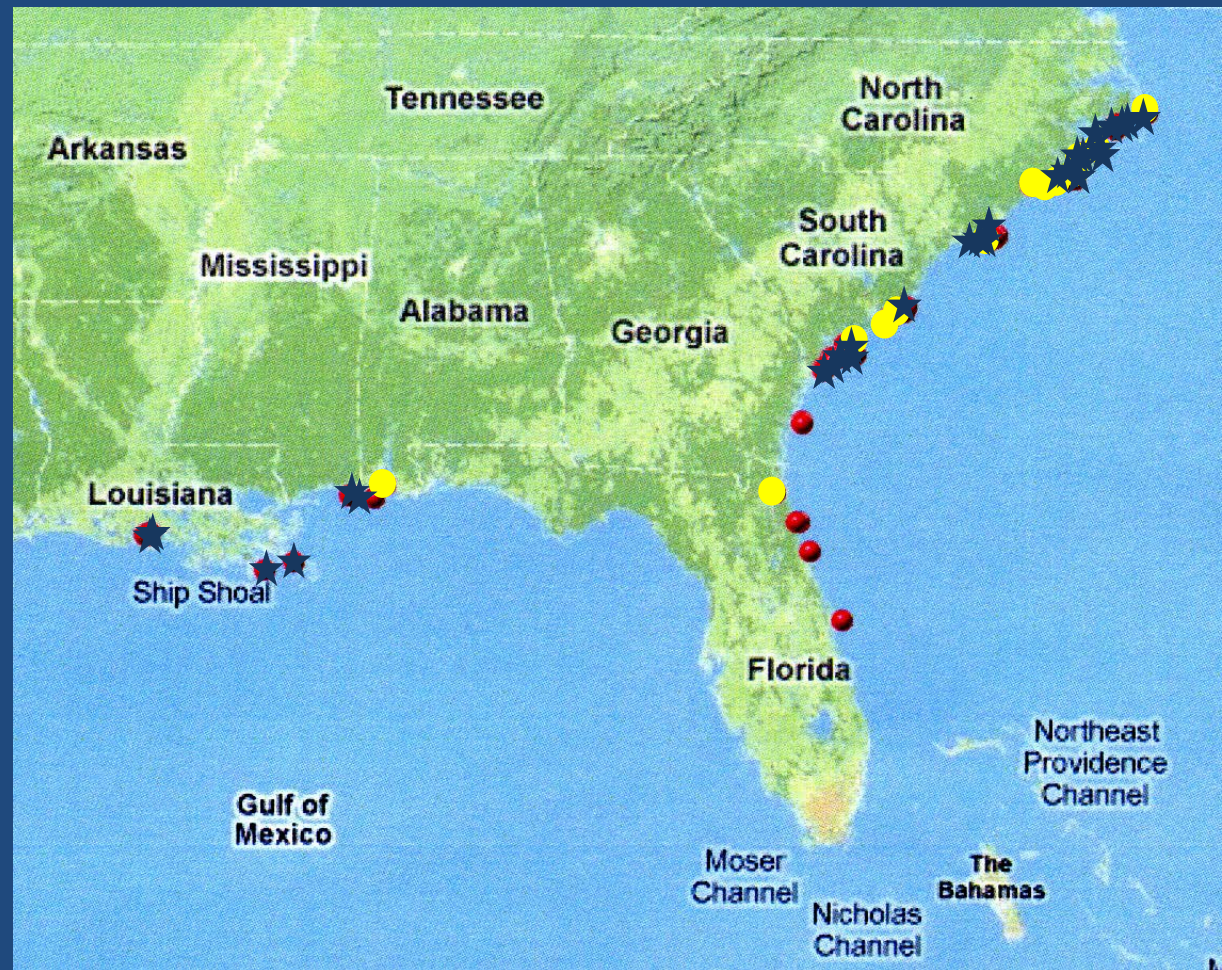 Tennessee
North
Carolina
Arkansas
South
Carolina
Mississippi
Alabama
Georgia
Louisiana
Ship Shoal
Florida
Northeast
Providence
Channel
Gulf of
Mexico
Moser
Channel
The
Bahamas
Nicholas
Channel